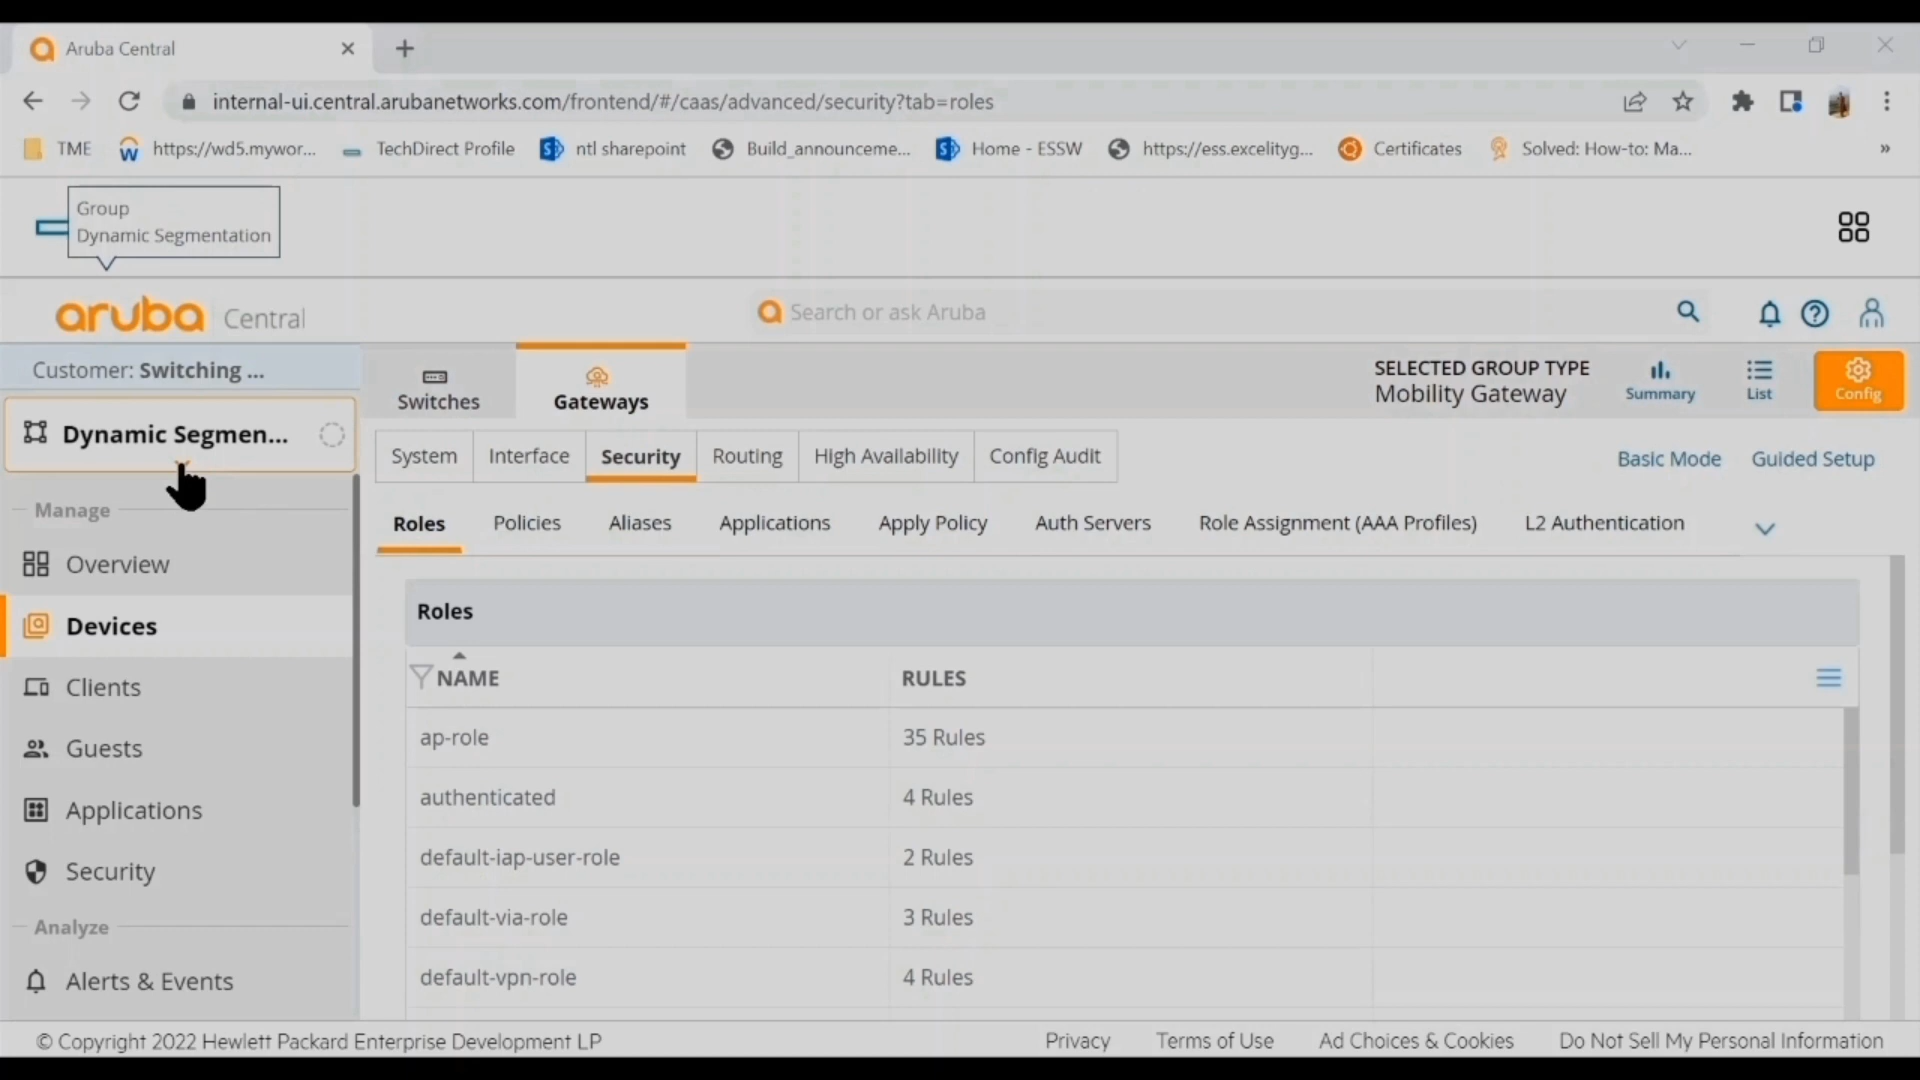 Aruba Central
internal-ui.central.arubanetworks.com/frontend/#/caas/advanced/security?tab=roles
TME
https://wd5.mywor...
TechDirect Profile
ntl sharepoint
Build_announceme...
Home - ESSW
https://ess.excelityg...
Certificates
Solved: How-to: Ma...
»
Group
Dynamic Segmentation
aruba Central
Search or ask Aruba
Customer: Switching ...
Switches
Gateways
SELECTED GROUP TYPE
Mobility Gateway
Summary
List
Config
Dynamic Segmen...
System
Interface
Security
Routing
High Availability
Config Audit
Basic Mode
Guided Setup
Manage
Roles
Policies
Aliases
Applications
Apply Policy
Auth Servers
Role Assignment (AAA Profiles)
L2 Authentication
Overview
Devices
Clients
Guests
Applications
Security
Analyze
Alerts & Events
Roles
NAME RULES
ap-role 35 Rules
authenticated 4 Rules
default-iap-user-role 2 Rules
default-via-role 3 Rules
default-vpn-role 4 Rules
© Copyright 2022 Hewlett Packard Enterprise Development LP
Privacy
Terms of Use
Ad Choices & Cookies
Do Not Sell My Personal Information